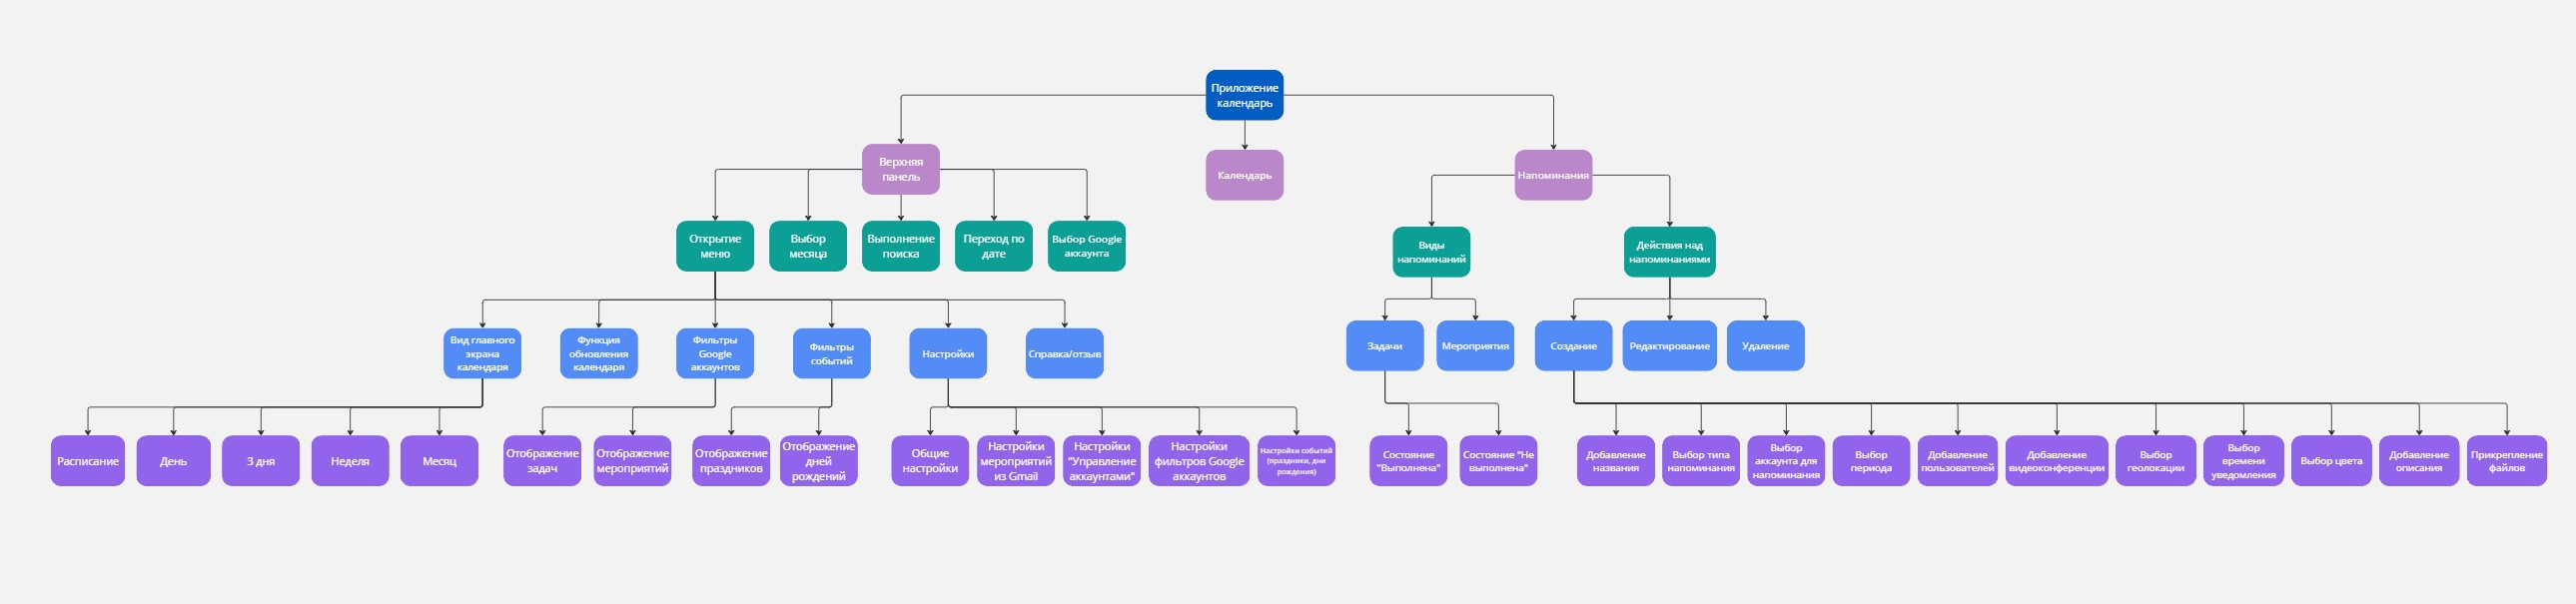 Приложение
календарь
Верхняя
панель
Календарь
Напоминания
Открытие
меню
Выбор
месяца
Выполнение
поиска
Переход по
дате
Выбор Google
аккаунта
Виды
напоминаний
Действия над
напоминаниями
Вид главного
экрана
календаря
Функция
обновления
календаря
Фильтры
Google
аккаунтов
Фильтры
событий
Настройки
Справка/отзыв
Задачи
Мероприятия
Создание
Редактирование
Удаление
Расписание
День
3 дня
Неделя
Месяц
Отображение
задач
Отображение
мероприятий
Отображение
праздников
Отображение
дней
рождений
Общие
настройки
Настройки
мероприятий
из Gmail
Настройки
"Управление
аккаунтами"
Настройки
фильтров Google
аккаунтов
Настройки событий
(праздники, дни
рождения)
Состояние
"Выполнена"
Состояние "Не
выполнена"
Добавление
названия
Выбор типа
напоминания
Выбор
аккаунта для
напоминания
Выбор
периода
Добавление
пользователей
Добавление
видеоконференции
Выбор
геолокации
Выбор
времени
уведомления
Выбор цвета
Добавление
описания
Прикрепление
файлов